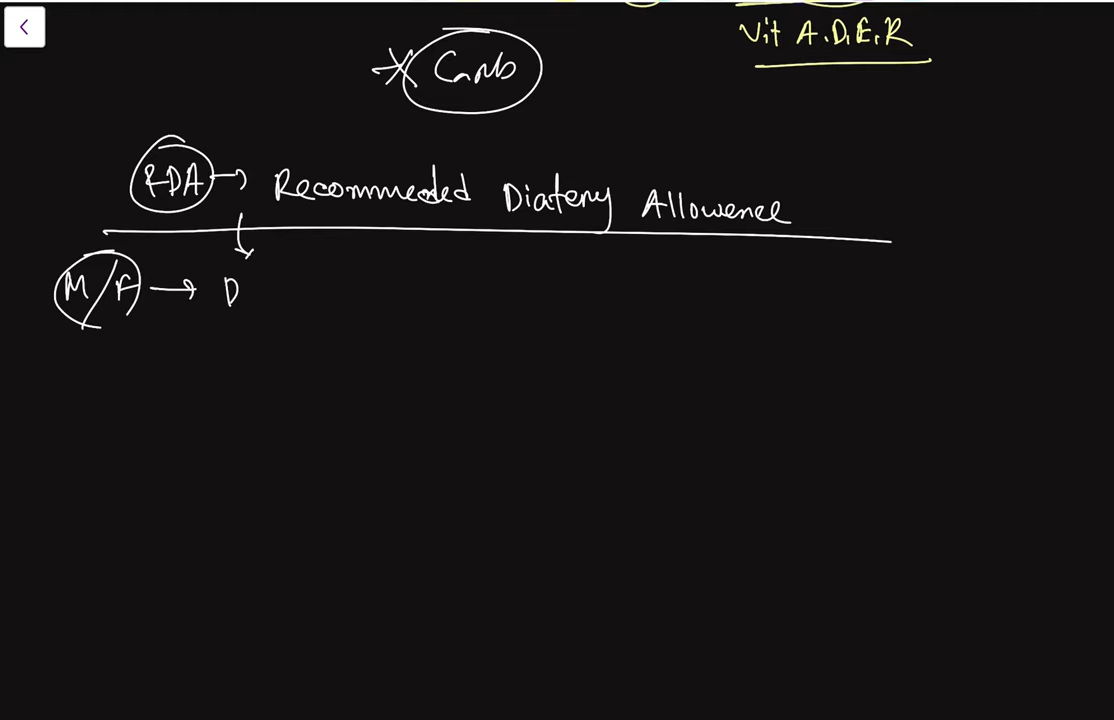 Vit A.D.E.K
* Carb
RDA → Recommended Diatery Allowence
M/F → D